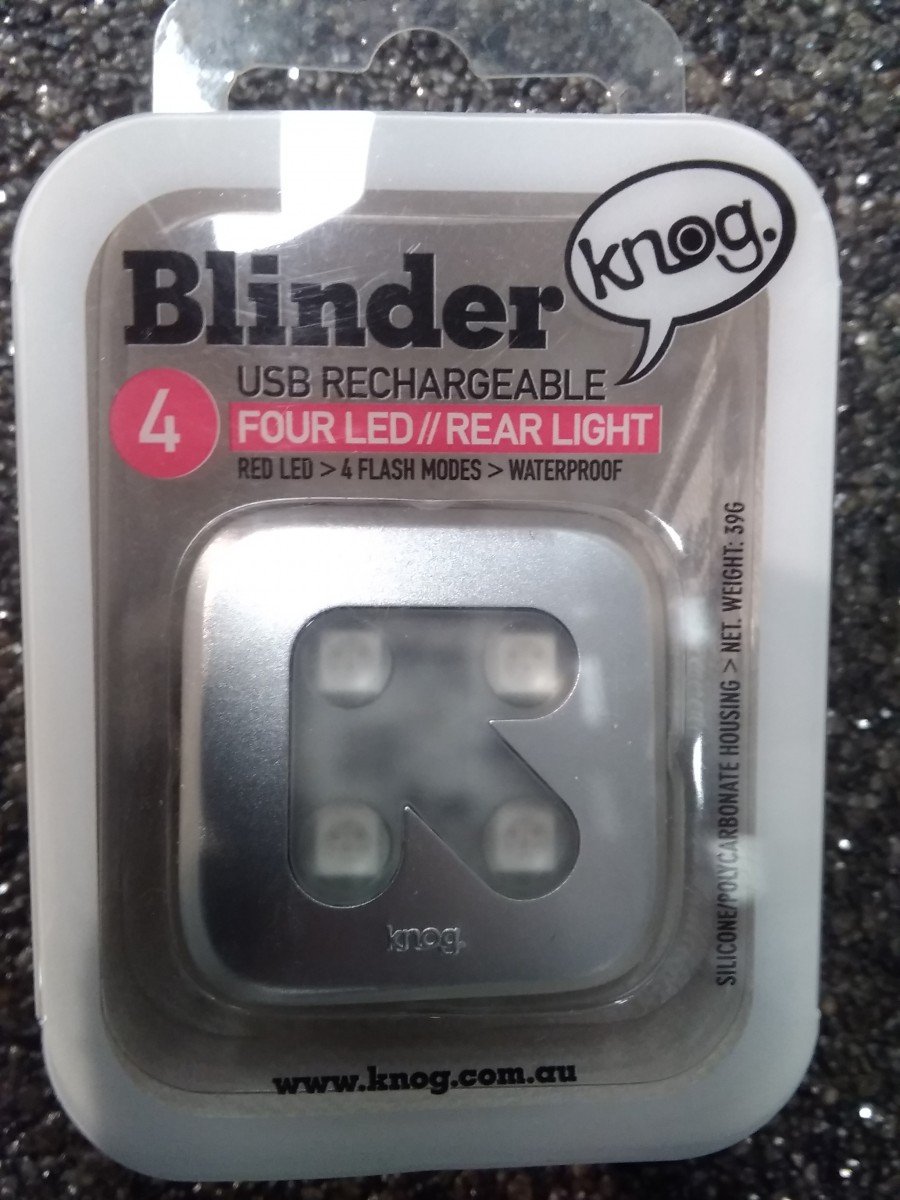 knog.
Blinder
4
USB RECHARGEABLE
FOUR LED//REAR LIGHT
RED LED > 4 FLASH MODES > WATERPROOF
SILICONE/POLYCARBONATE HOUSING > NET. WEIGHT: 39G
knog.
www.knog.com.au